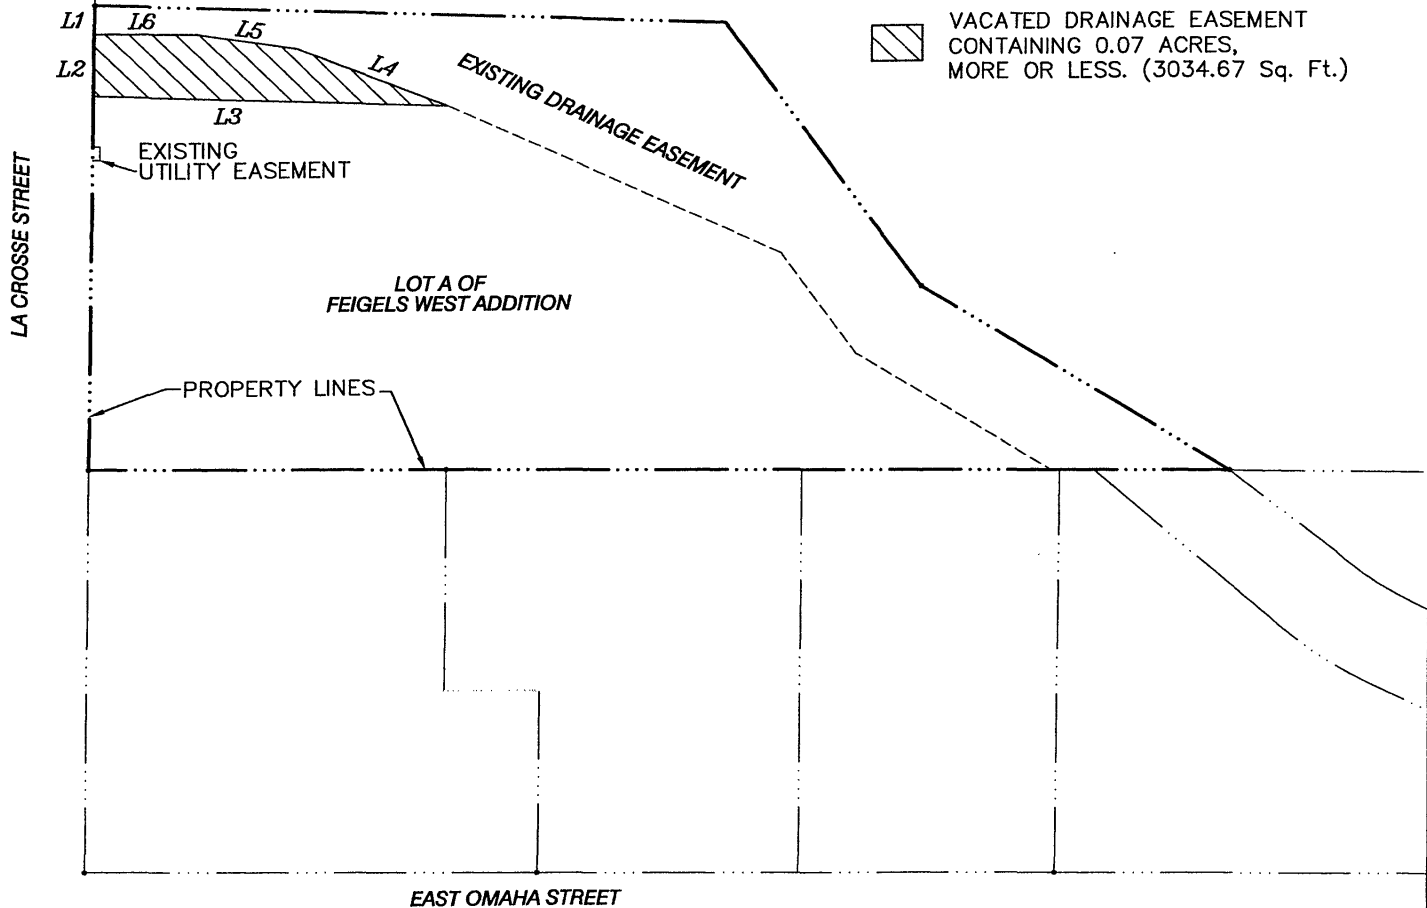 L1
L6
L5
L2
L4
L3
VACATED DRAINAGE EASEMENT
CONTAINING 0.07 ACRES,
MORE OR LESS. (3034.67 Sq. Ft.)
EXISTING DRAINAGE EASEMENT
EXISTING
UTILITY EASEMENT
LA CROSSE STREET
LOT A OF
FEIGELS WEST ADDITION
PROPERTY LINES
EAST OMAHA STREET